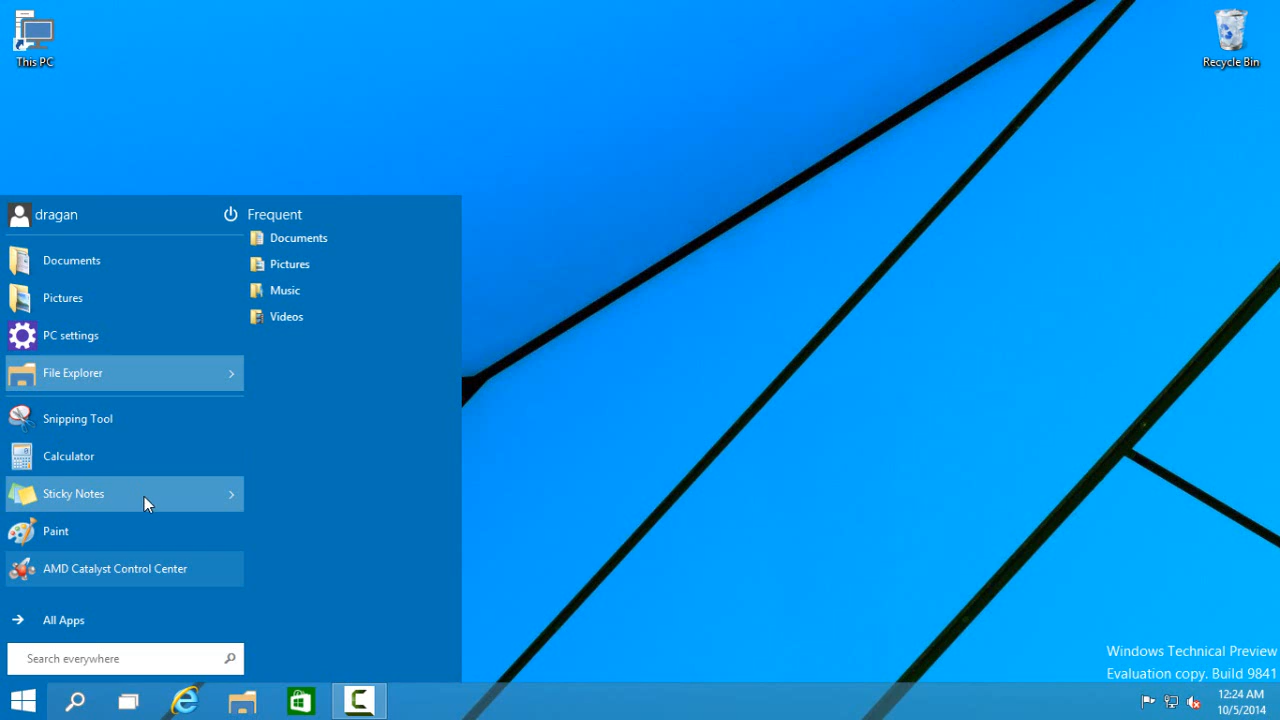 This PC
Recycle Bin
dragan
Documents
Pictures
PC settings
File Explorer
Snipping Tool
Calculator
Sticky Notes
Paint
AMD Catalyst Control Center
All Apps
Search everywhere
Frequent
Documents
Pictures
Music
Videos
Windows Technical Preview
Evaluation copy. Build 9841
12:24 AM
10/5/2014